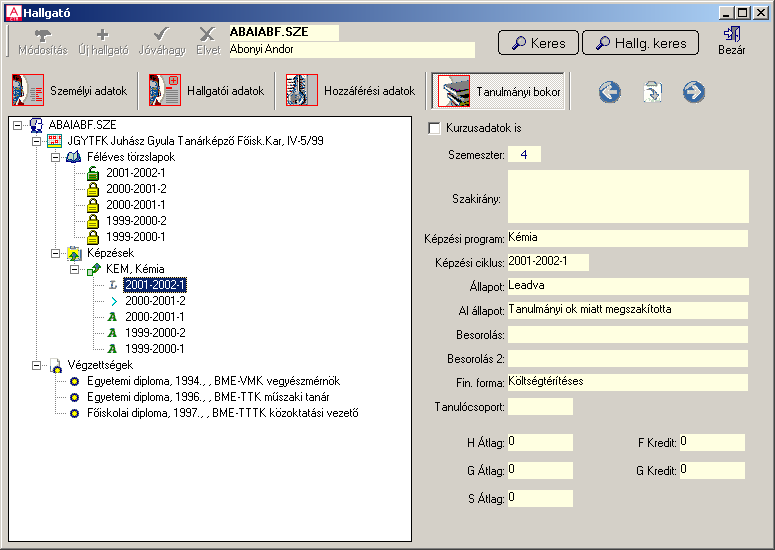 Hallgató
Módosítás
Új hallgató
Jóváhagy
Elvet
ABAIABF.SZE
Abonyi Andor
Keres
Hallg. keres
Bezár
Személyi adatok
Hallgatói adatok
Hozzáférési adatok
Tanulmányi bokor
ABAIABF.SZE
JGYTFK Juhász Gyula Tanárképző Főisk.Kar, IV-5/99
Féléves törzslapok
2001-2002-1
2000-2001-2
2000-2001-1
1999-2000-2
1999-2000-1
Képzések
KEM, Kémia
L 2001-2002-1
2000-2001-2
A 2000-2001-1
A 1999-2000-2
A 1999-2000-1
Végzettségek
Egyetemi diploma, 1994., , BME-VMK vegyészmérnök
Egyetemi diploma, 1996., , BME-TTK műszaki tanár
Főiskolai diploma, 1997., , BME-TTTK közoktatási vezető
Kurzusadatok is
Szemeszter: 4
Szakirány:
Képzési program: Kémia
Képzési ciklus: 2001-2002-1
Állapot: Leadva
Al állapot: Tanulmányi ok miatt megszakította
Besorolás:
Besorolás 2:
Fin. forma: Költségtérítéses
Tanulócsoport:
H Átlag: 0 F Kredit: 0
G Átlag: 0 G Kredit: 0
S Átlag: 0